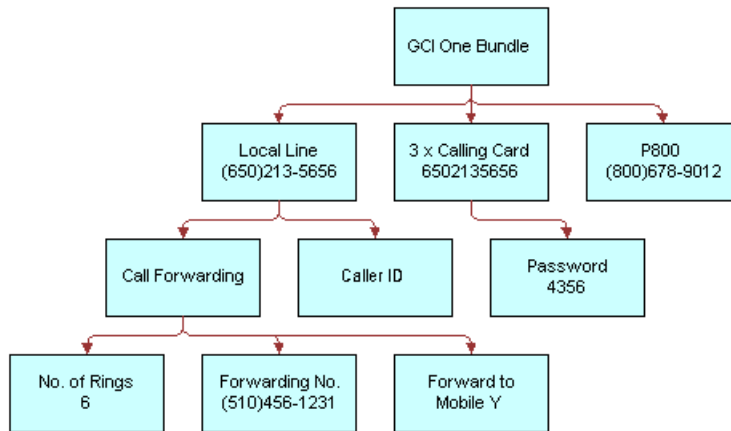 GCI One Bundle
Local Line
(650)213-5656
3 x Calling Card
6502135656
P800
(800)678-9012
Call Forwarding
Caller ID
Password
4356
No. of Rings
6
Forwarding No.
(510)456-1231
Forward to
Mobile Y